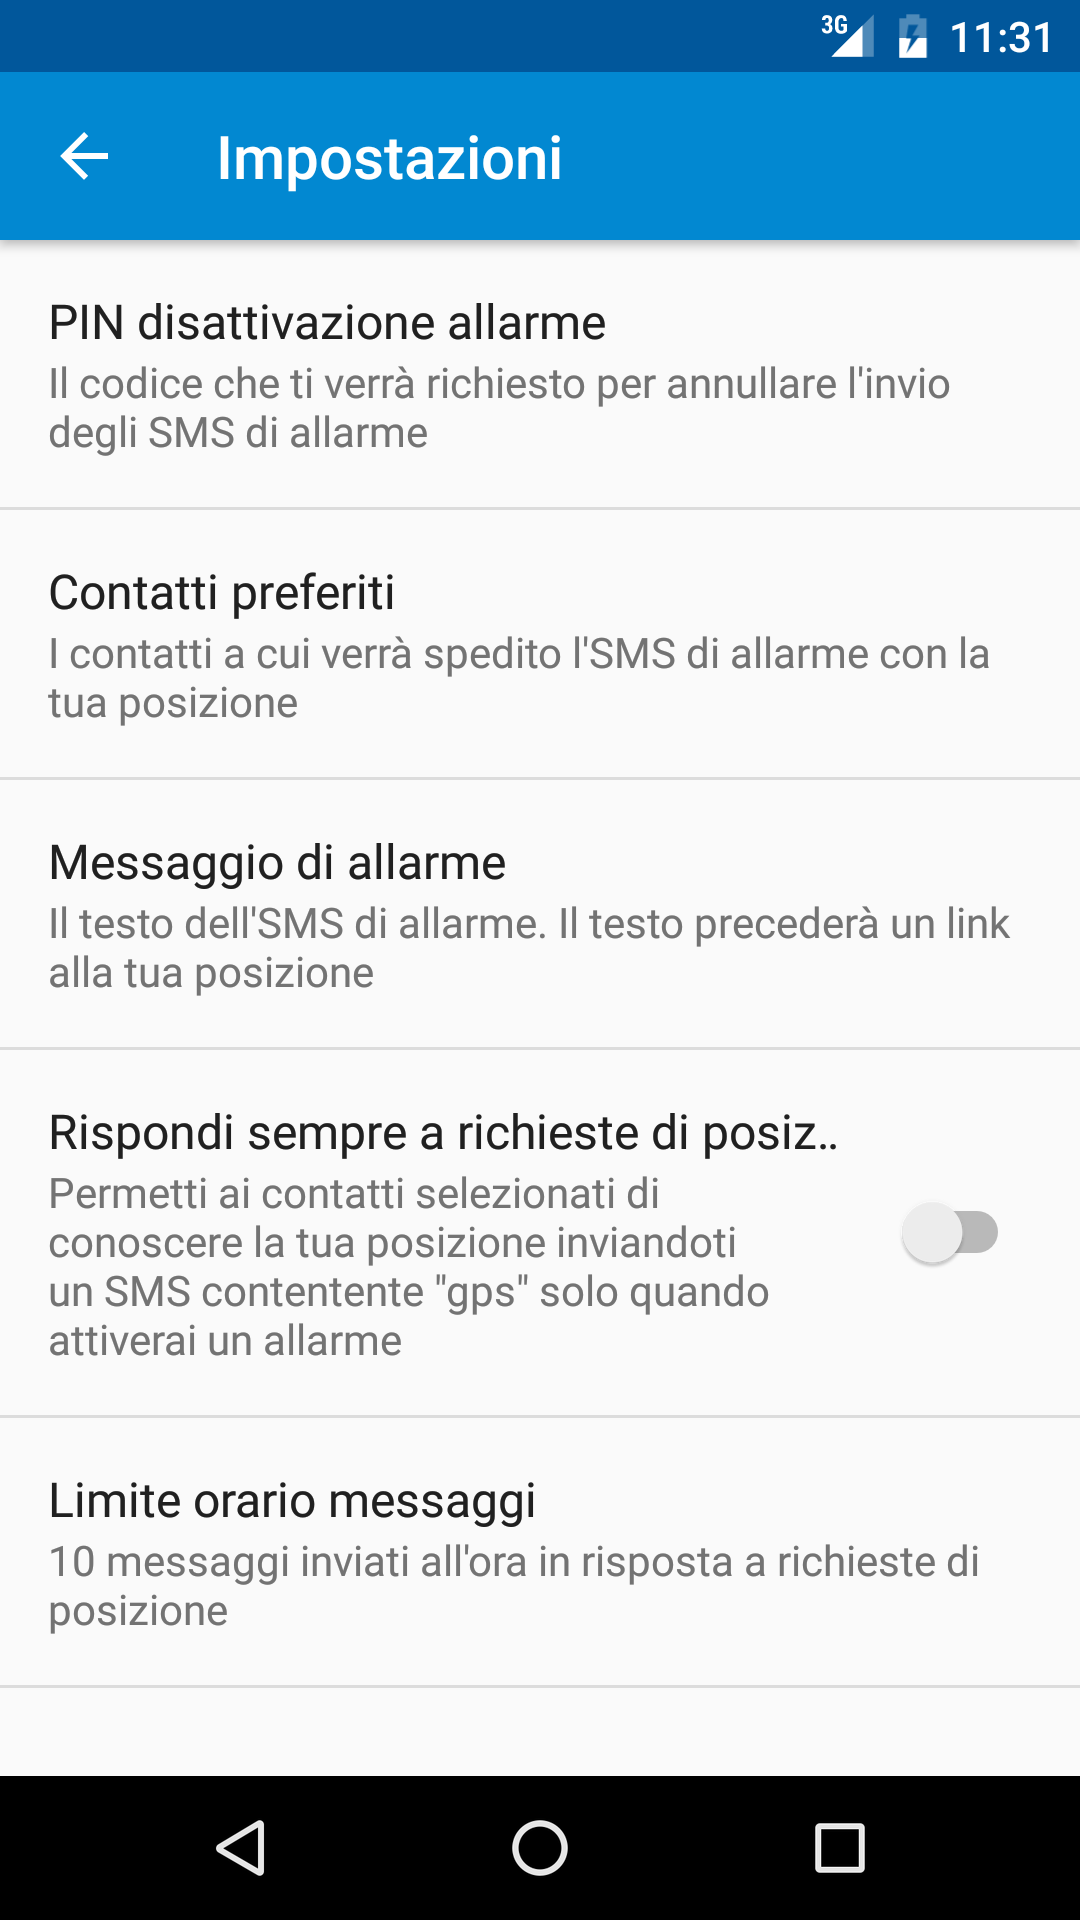 3G 11:31
Impostazioni
PIN disattivazione allarme
Il codice che ti verrà richiesto per annullare l'invio
degli SMS di allarme
Contatti preferiti
I contatti a cui verrà spedito l'SMS di allarme con la
tua posizione
Messaggio di allarme
Il testo dell'SMS di allarme. Il testo precederà un link
alla tua posizione
Rispondi sempre a richieste di posiz..
Permetti ai contatti selezionati di
conoscere la tua posizione inviandoti
un SMS contentente "gps" solo quando
attiverai un allarme
Limite orario messaggi
10 messaggi inviati all'ora in risposta a richieste di
posizione